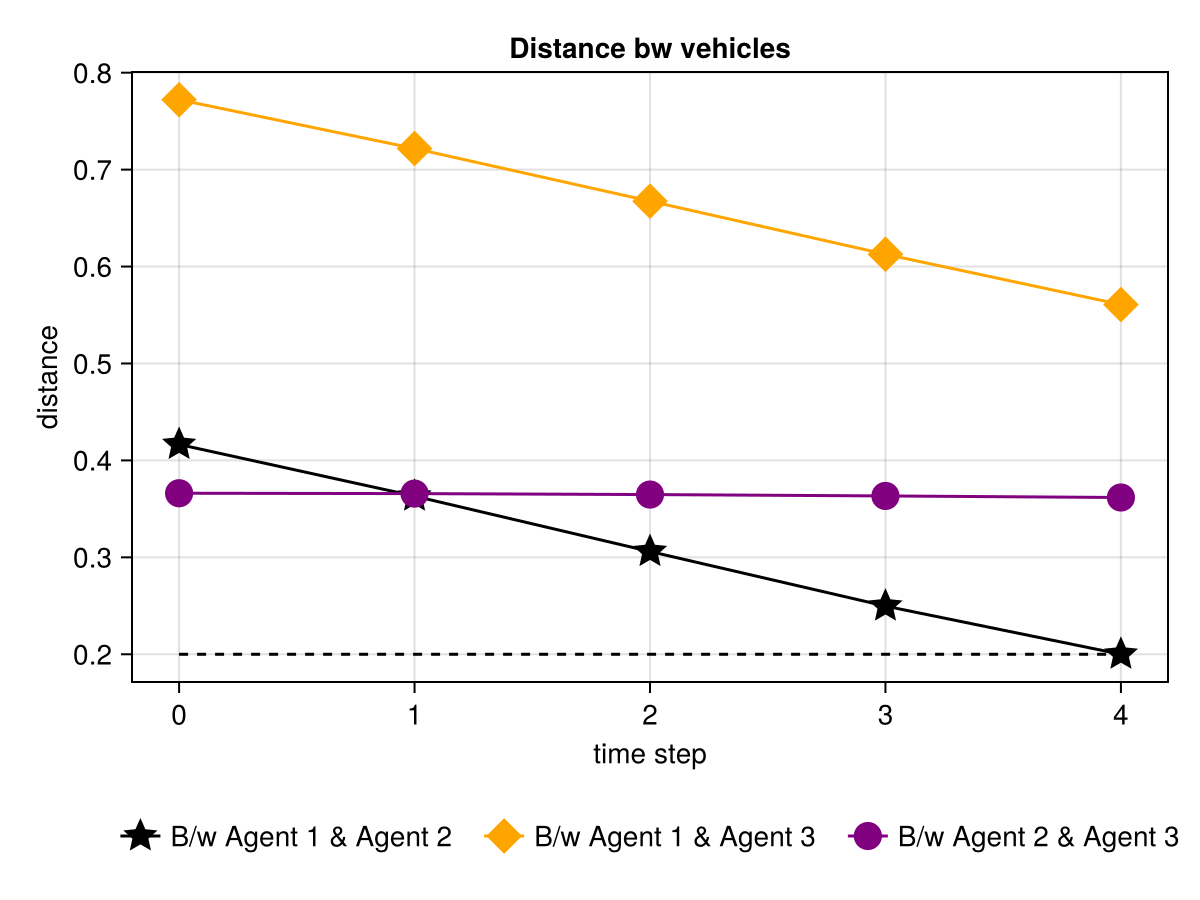 Distance bw vehicles
0.8
0.7
0.6
0.5
0.4
0.3
0.2
distance
0 1 2 3 4
time step
B/w Agent 1 & Agent 2 B/w Agent 1 & Agent 3 B/w Agent 2 & Agent 3